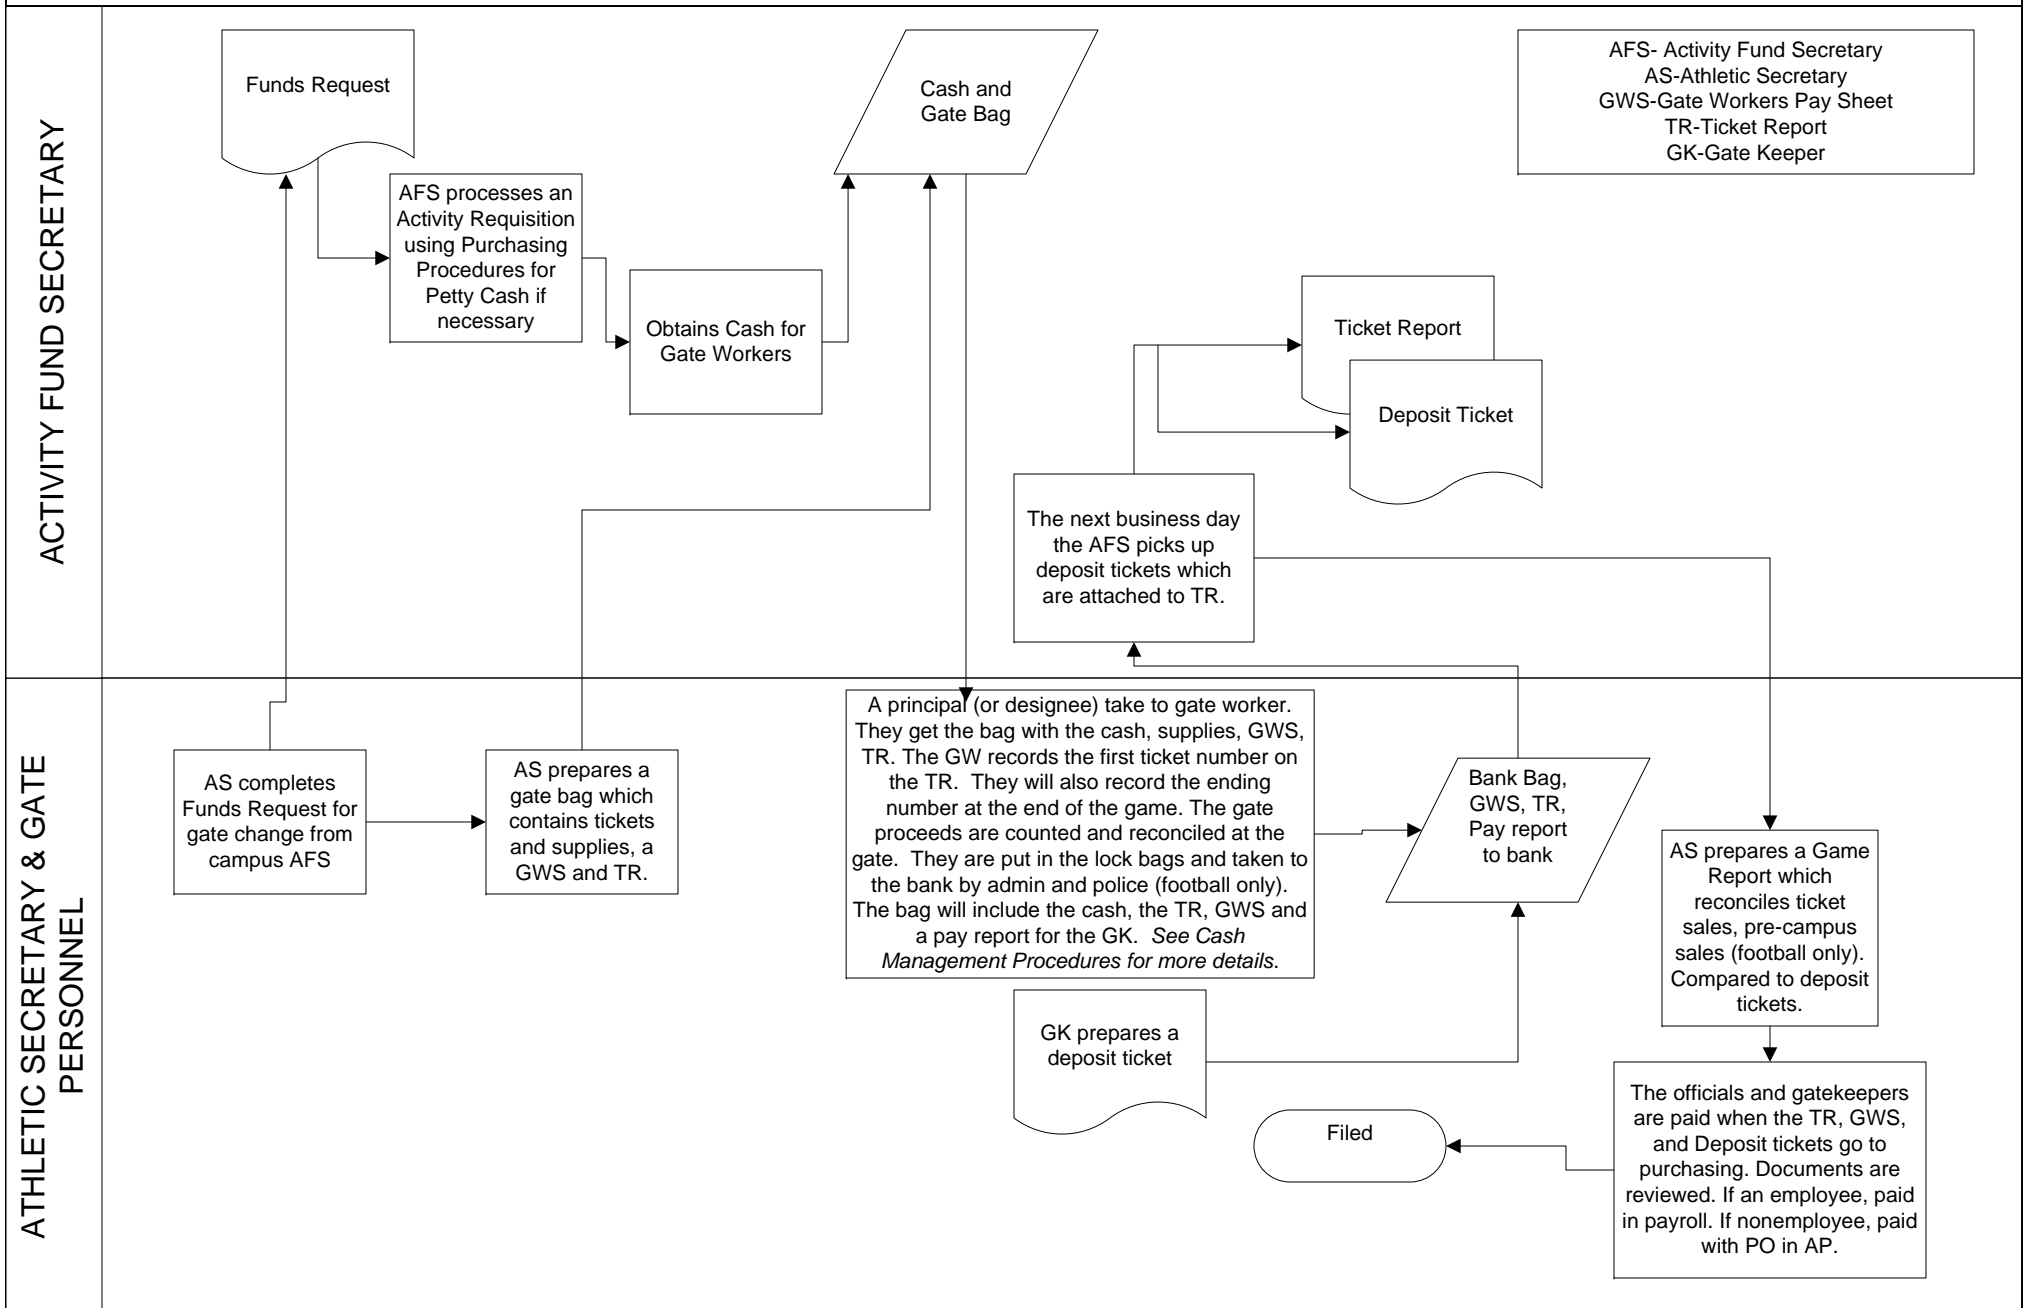 ACTIVITY FUND SECRETARY
Funds Request
AFS processes an
Activity Requisition
using Purchasing
Procedures for
Petty Cash if
necessary
Obtains Cash for
Gate Workers
Cash and
Gate Bag
AFS- Activity Fund Secretary
AS-Athletic Secretary
GWS-Gate Workers Pay Sheet
TR-Ticket Report
GK-Gate Keeper
Ticket Report
Deposit Ticket
The next business day
the AFS picks up
deposit tickets which
are attached to TR.
ATHLETIC SECRETARY & GATE
PERSONNEL
AS completes
Funds Request for
gate change from
campus AFS
AS prepares a
gate bag which
contains tickets
and supplies, a
GWS and TR.
A principal (or designee) take to gate worker.
They get the bag with the cash, supplies, GWS,
TR. The GW records the first ticket number on
the TR.  They will also record the ending
number at the end of the game. The gate
proceeds are counted and reconciled at the
gate.  They are put in the lock bags and taken to
the bank by admin and police (football only).
The bag will include the cash, the TR, GWS and
a pay report for the GK.  See Cash
Management Procedures for more details.
Bank Bag,
GWS, TR,
Pay report
to bank
GK prepares a
deposit ticket
AS prepares a Game
Report which
reconciles ticket
sales, pre-campus
sales (football only).
Compared to deposit
tickets.
The officials and gatekeepers
are paid when the TR, GWS,
and Deposit tickets go to
purchasing. Documents are
reviewed. If an employee, paid
in payroll. If nonemployee, paid
with PO in AP.
Filed